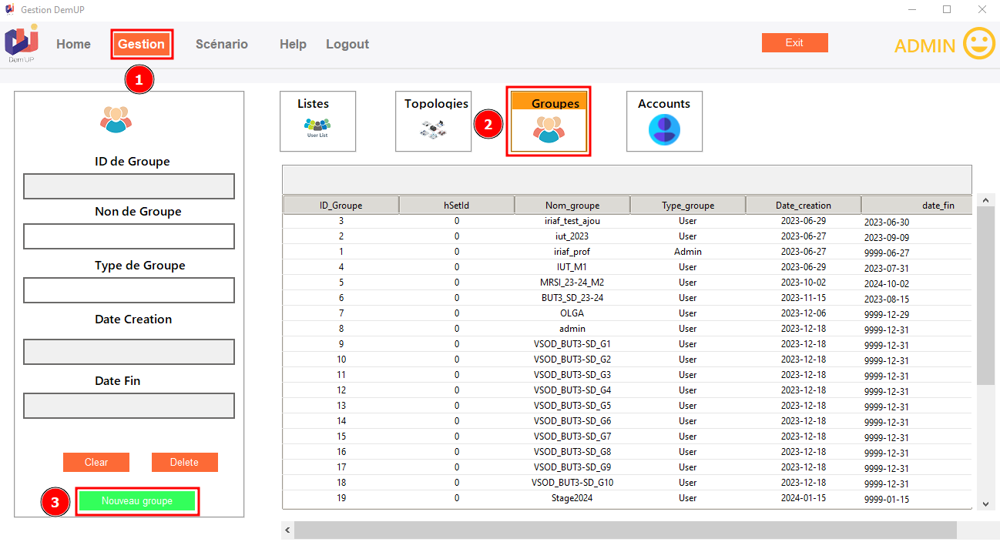 Gestion DemUP
Home Gestion Scénario Help Logout Exit ADMIN
Dem'UP
1
ID de Groupe
Non de Groupe
Type de Groupe
Date Creation
Date Fin
Clear Delete
3 Nouveau groupe
Listes
User List
Topologies
2 Groupes
Accounts
ID_Groupe hSetId Nom_groupe Type_groupe Date_creation date_fin
3 0 iriaf_test_ajou User 2023-06-29 2023-06-30
2 0 iut_2023 User 2023-06-27 2023-09-09
1 0 iriaf_prof Admin 2023-06-27 9999-06-27
4 0 IUT_M1 User 2023-06-29 2023-07-31
5 0 MRSI_23-24_M2 User 2023-10-02 2024-10-02
6 0 BUT3_SD_23-24 User 2023-11-15 2023-08-15
7 0 OLGA User 2023-12-06 9999-12-29
8 0 admin User 2023-12-18 9999-12-31
9 0 VSOD_BUT3-SD_G1 User 2023-12-18 9999-12-31
10 0 VSOD_BUT3-SD_G2 User 2023-12-18 9999-12-31
11 0 VSOD_BUT3-SD_G3 User 2023-12-18 9999-12-31
12 0 VSOD_BUT3-SD_G4 User 2023-12-18 9999-12-31
13 0 VSOD_BUT3-SD_G5 User 2023-12-18 9999-12-31
14 0 VSOD_BUT3-SD_G6 User 2023-12-18 9999-12-31
15 0 VSOD_BUT3-SD_G7 User 2023-12-18 9999-12-31
16 0 VSOD_BUT3-SD_G8 User 2023-12-18 9999-12-31
17 0 VSOD_BUT3-SD_G9 User 2023-12-18 9999-12-31
18 0 VSOD_BUT3-SD_G10 User 2023-12-18 9999-12-31
19 0 Stage2024 User 2024-01-15 9999-01-15